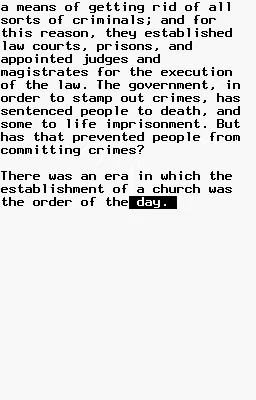 a means of getting rid of all
sorts of criminals; and for
this reason, they established
law courts, prisons, and
appointed judges and
magistrates for the execution
of the law. The government, in
order to stamp out crimes, has
sentenced people to death, and
some to life imprisonment. But
has that prevented people from
committing crimes?

There was an era in which the
establishment of a church was
the order of the day.